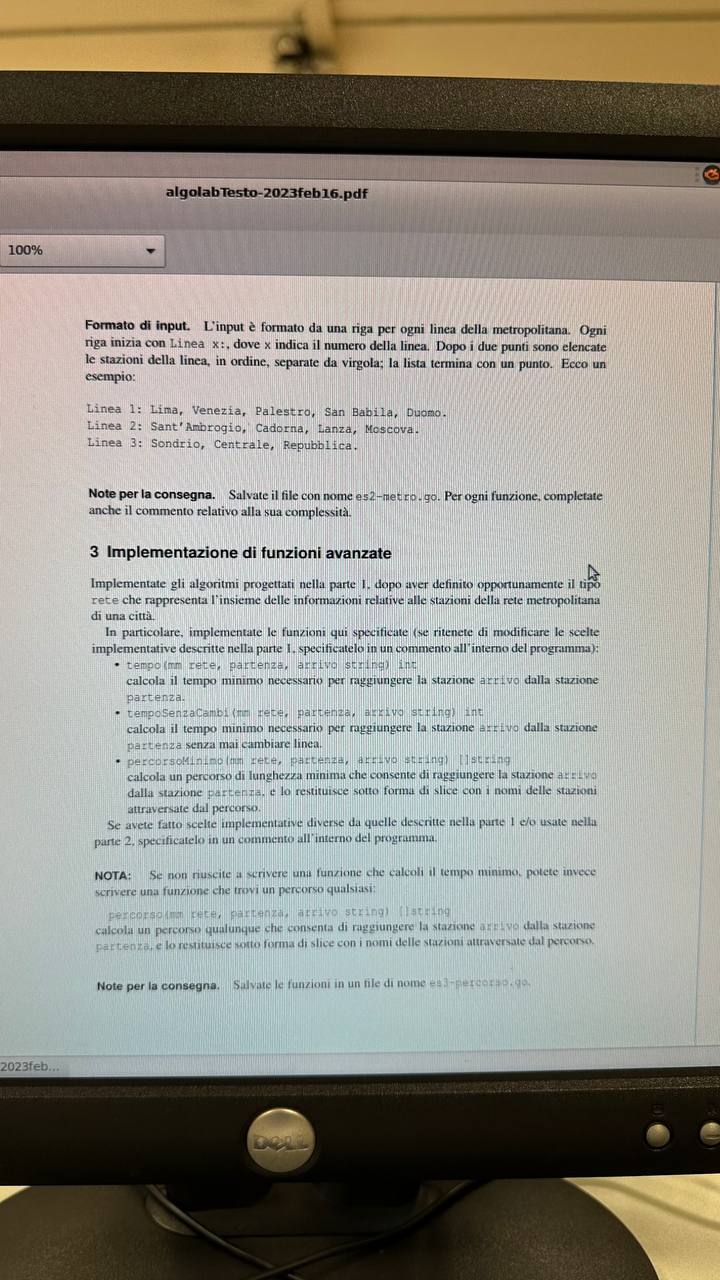 algolabTesto-2023feb16.pdf
100%
Formato di input. L'input è formato da una riga per ogni linea della metropolitana. Ogni
riga inizia con Linea x:, dove x indica il numero della linea. Dopo i due punti sono elencate
le stazioni della linea, in ordine, separate da virgola; la lista termina con un punto. Ecco un
esempio:
Linea 1: Lima, Venezia, Palestro, San Babila, Duomo.
Linea 2: Sant'Ambrogio, Cadorna, Lanza, Moscova.
Linea 3: Sondrio, Centrale, Repubblica.
Note per la consegna. Salvate il file con nome es2-metro.go. Per ogni funzione, completate
anche il commento relativo alla sua complessità.
3 Implementazione di funzioni avanzate
Implementate gli algoritmi progettati nella parte 1, dopo aver definito opportunamente il tipo
rete che rappresenta l'insieme delle informazioni relative alle stazioni della rete metropolitana
di una città.
In particolare, implementate le funzioni qui specificate (se ritenete di modificare le scelte
implementative descritte nella parte 1, specificatelo in un commento all'interno del programma):
• tempo(mm rete, partenza, arrivo string) int
calcola il tempo minimo necessario per raggiungere la stazione arrivo dalla stazione
partenza.
• tempoSenzaCambi(mm rete, partenza, arrivo string) int
calcola il tempo minimo necessario per raggiungere la stazione arrivo dalla stazione
partenza senza mai cambiare linea.
• percorsoMinimo(mm rete, partenza, arrivo string) []string
calcola un percorso di lunghezza minima che consente di raggiungere la stazione arrivo
dalla stazione partenza, e lo restituisce sotto forma di slice con i nomi delle stazioni
attraversate dal percorso.
Se avete fatto scelte implementative diverse da quelle descritte nella parte 1 e/o usate nella
parte 2, specificatelo in un commento all'interno del programma.
NOTA: Se non riuscite a scrivere una funzione che calcoli il tempo minimo, potete invece
scrivere una funzione che trovi un percorso qualsiasi:
percorso(mm rete, partenza, arrivo string) []string
calcola un percorso qualunque che consenta di raggiungere la stazione arrivo dalla stazione
partenza, e lo restituisce sotto forma di slice con i nomi delle stazioni attraversate dal percorso.
Note per la consegna. Salvate le funzioni in un file di nome es3-percorso.go.
2023feb...
DELL